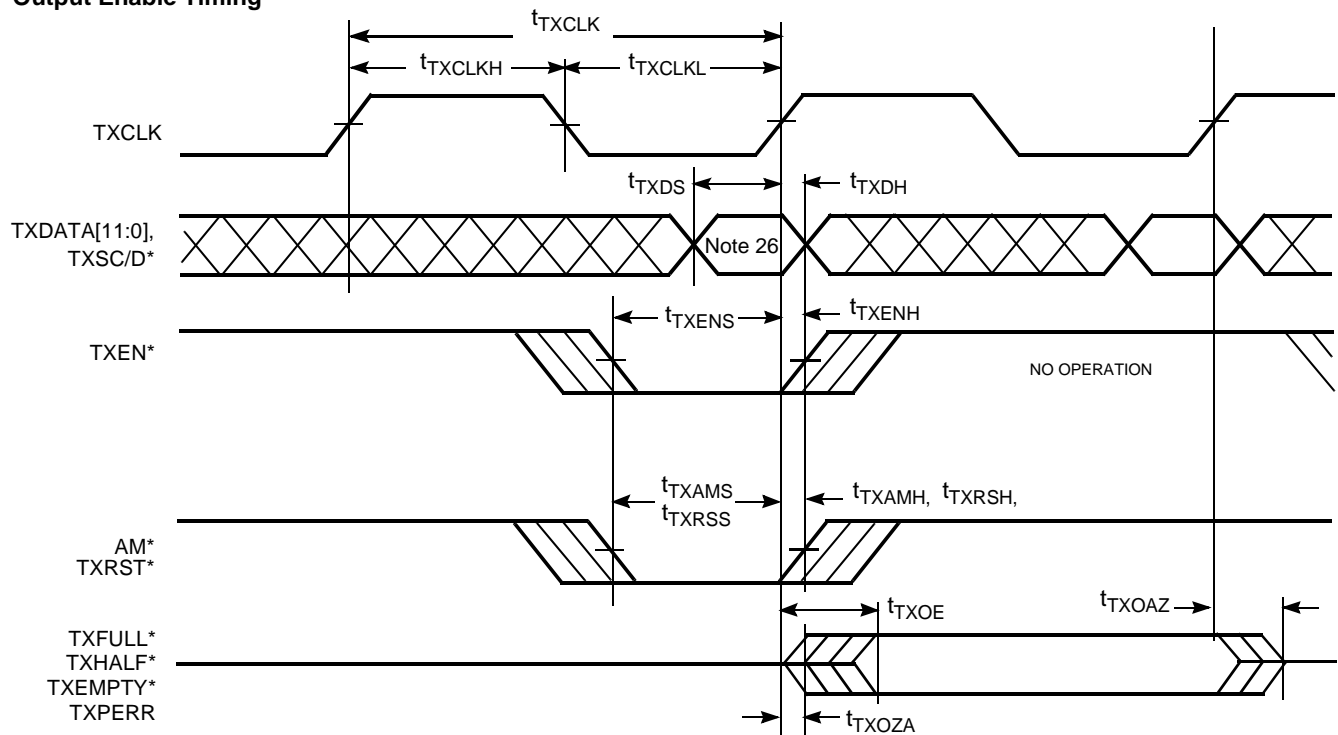 Output Enable Timing
tTXCLK
tTXCLKH
tTXCLKL
TXCLK
tTXDS
tTXDH
TXDATA[11:0],
TXSC/D*
Note 26
tTXENS
tTXENH
TXEN*
NO OPERATION
tTXAMS
tTXRSS
tTXAMH, tTXRSH,
AM*
TXRST*
tTXOE
tTXOAZ
TXFULL*
TXHALF*
TXEMPTY*
TXPERR
tTXOZA